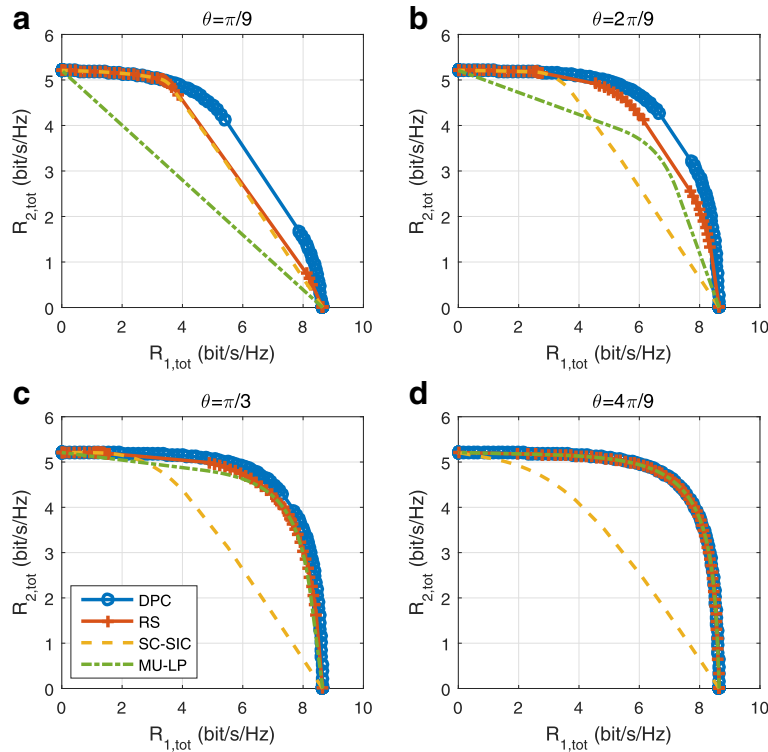 a
θ=π/9
6
5
4
3
2
1
0
0 2 4 6 8 10
R2,tot (bit/s/Hz)
R1,tot (bit/s/Hz)
b
θ=2π/9
6
5
4
3
2
1
0
0 2 4 6 8 10
R2,tot (bit/s/Hz)
R1,tot (bit/s/Hz)
c
θ=π/3
6
5
4
3
2
1
0
0 2 4 6 8 10
R2,tot (bit/s/Hz)
R1,tot (bit/s/Hz)
DPC
RS
SC-SIC
MU-LP
d
θ=4π/9
6
5
4
3
2
1
0
0 2 4 6 8 10
R2,tot (bit/s/Hz)
R1,tot (bit/s/Hz)